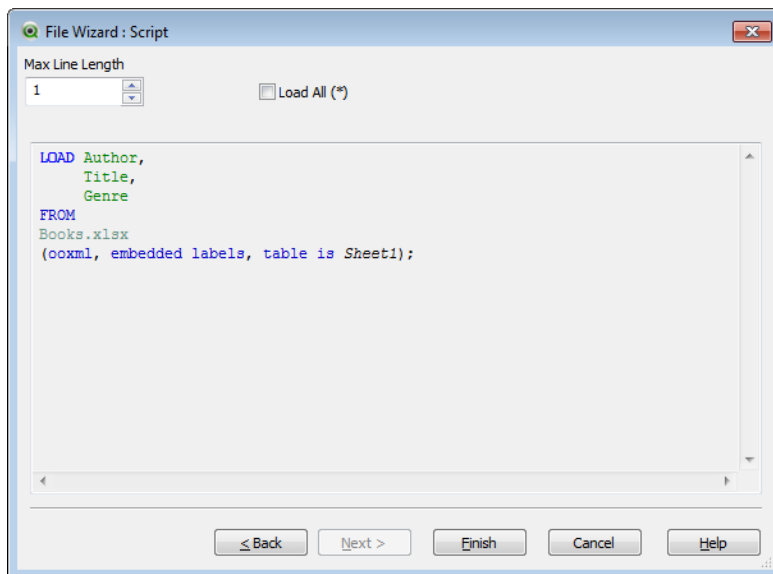 File Wizard : Script
Max Line Length
1
Load All (*)
LOAD Author,
     Title,
     Genre
FROM
Books.xlsx
(ooxml, embedded labels, table is Sheet1);
< Back
Next >
Finish
Cancel
Help